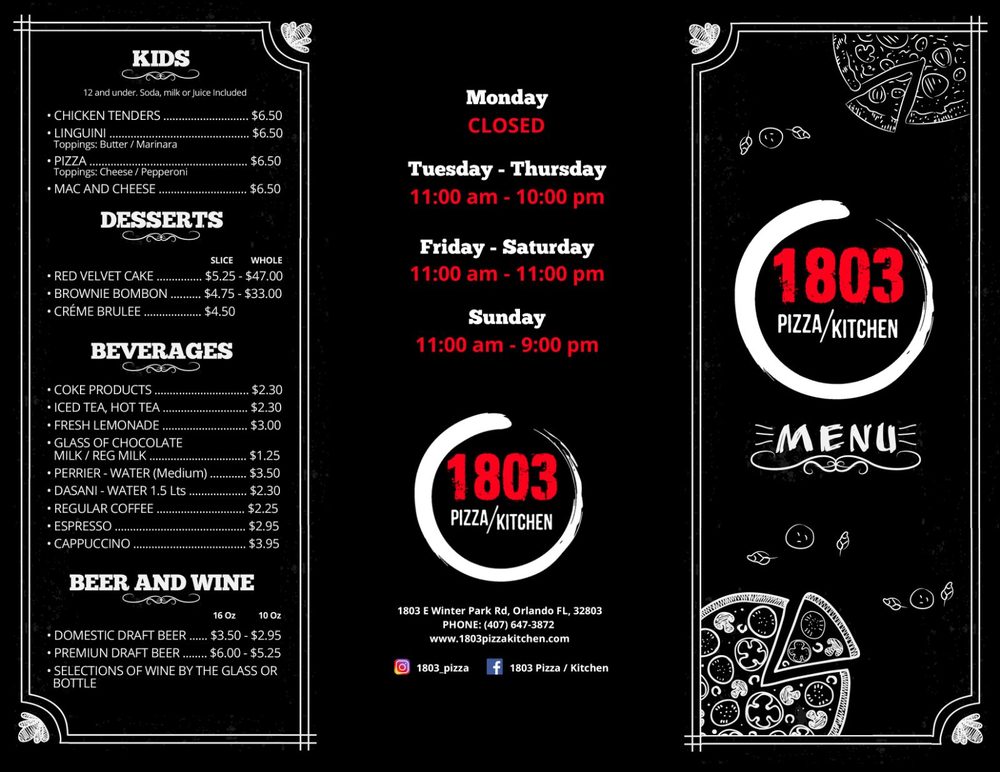 KIDS
12 and under. Soda, milk or Juice Included
• CHICKEN TENDERS ............................. $6.50
• LINGUINI ................................................ $6.50
Toppings: Butter / Marinara
• PIZZA ...................................................... $6.50
Toppings: Cheese / Pepperoni
• MAC AND CHEESE .............................. $6.50
DESSERTS
SLICE WHOLE
• RED VELVET CAKE ............... $5.25 - $47.00
• BROWNIE BOMBON .......... $4.75 - $33.00
• CRÉME BRULEE ................... $4.50
BEVERAGES
• COKE PRODUCTS ................................ $2.30
• ICED TEA, HOT TEA ............................. $2.30
• FRESH LEMONADE .............................. $3.00
• GLASS OF CHOCOLATE
MILK / REG MILK ................................. $1.25
• PERRIER - WATER (Medium) ............ $3.50
• DASANI - WATER 1.5 Lts ................... $2.30
• REGULAR COFFEE .............................. $2.25
• ESPRESSO ............................................. $2.95
• CAPPUCCINO ...................................... $3.95
BEER AND WINE
16 Oz 10 Oz
• DOMESTIC DRAFT BEER ...... $3.50 - $2.95
• PREMIUN DRAFT BEER ........ $6.00 - $5.25
• SELECTIONS OF WINE BY THE GLASS OR
BOTTLE
Monday
CLOSED
Tuesday - Thursday
11:00 am - 10:00 pm
Friday - Saturday
11:00 am - 11:00 pm
Sunday
11:00 am - 9:00 pm
1803
PIZZA/KITCHEN
1803 E Winter Park Rd, Orlando FL, 32803
PHONE: (407) 647-3872
www.1803pizzakitchen.com
1803_pizza f 1803 Pizza / Kitchen
1803
PIZZA/KITCHEN
MENU